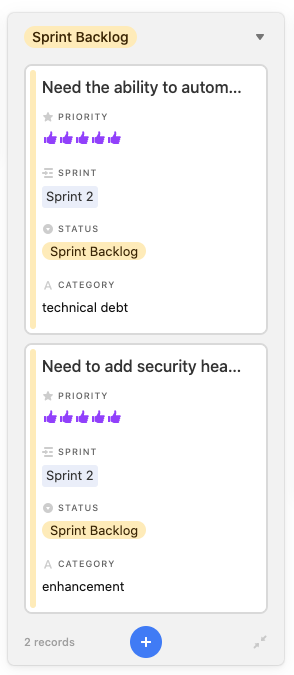 Sprint Backlog
Need the ability to autom...
PRIORITY
SPRINT
Sprint 2
STATUS
Sprint Backlog
A CATEGORY
technical debt
Need to add security hea...
PRIORITY
SPRINT
Sprint 2
STATUS
Sprint Backlog
A CATEGORY
enhancement
2 records
+